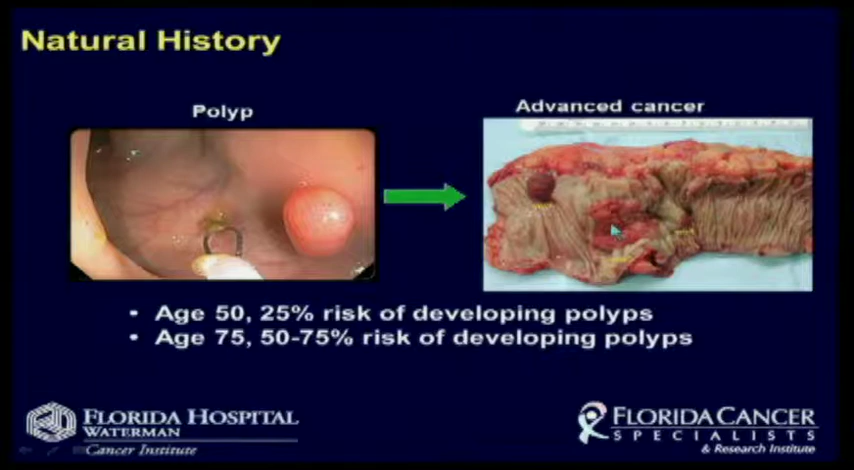 Natural History
Polyp
Advanced cancer
• Age 50, 25% risk of developing polyps
• Age 75, 50-75% risk of developing polyps
FLORIDA HOSPITAL
WATERMAN
Cancer Institute
FLORIDA CANCER
SPECIALISTS
& Research Institute